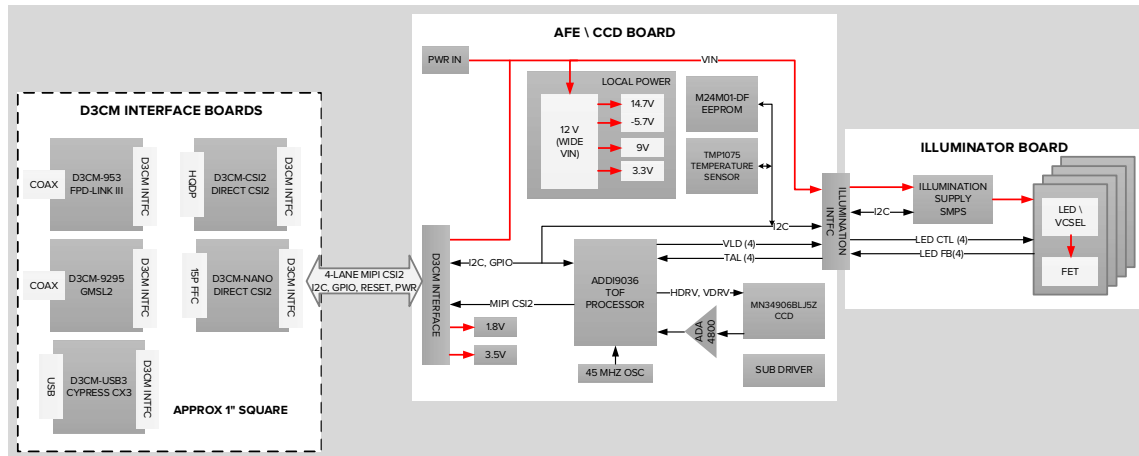 AFE \ CCD BOARD
PWR IN
VIN
LOCAL POWER
12 V
(WIDE
VIN)
14.7V
-5.7V
9V
3.3V
M24M01-DF
EEPROM
TMP1075
TEMPERATURE
SENSOR
D3CM INTERFACE BOARDS
COAX
D3CM-953
FPD-LINK III
D3CM INTFC
HQDP
D3CM-CSI2
DIRECT CSI2
D3CM INTFC
COAX
D3CM-9295
GMSL2
D3CM INTFC
15P FFC
D3CM-NANO
DIRECT CSI2
D3CM INTFC
USB
D3CM-USB3
CYPRESS CX3
D3CM INTFC
APPROX 1" SQUARE
4-LANE MIPI CSI2
I2C, GPIO, RESET, PWR
D3CM INTERFACE
I2C, GPIO
MIPI CSI2
1.8V
3.5V
ADDI9036
TOF
PROCESSOR
45 MHZ OSC
I2C
VLD (4)
TAL (4)
HDRV, VDRV
ADA
4800
MN34906BLJ5Z
CCD
SUB DRIVER
ILLUMINATION
INTFC
ILLUMINATOR BOARD
I2C
ILLUMINATION
SUPPLY
SMPS
LED CTL (4)
LED FB(4)
LED \
VCSEL
FET